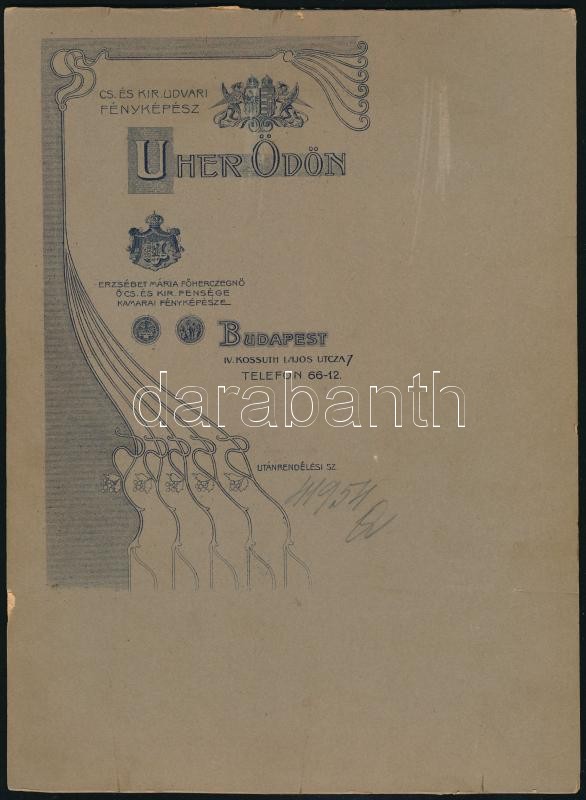 CS. ÉS KIR. UDVARI
FÉNYKÉPÉSZ
UHER ÖDÖN
ERZSÉBET MÁRIA FŐHERCZEGNŐ
Ő CS. ÉS KIR. FENSÉGE
KAMARAI FÉNYKÉPÉSZE
BUDAPEST
IV. KOSSUTH LAJOS UTCZA 7
TELEFON 66-12.
darabanth
UTÁNRENDELÉSI SZ.
41954